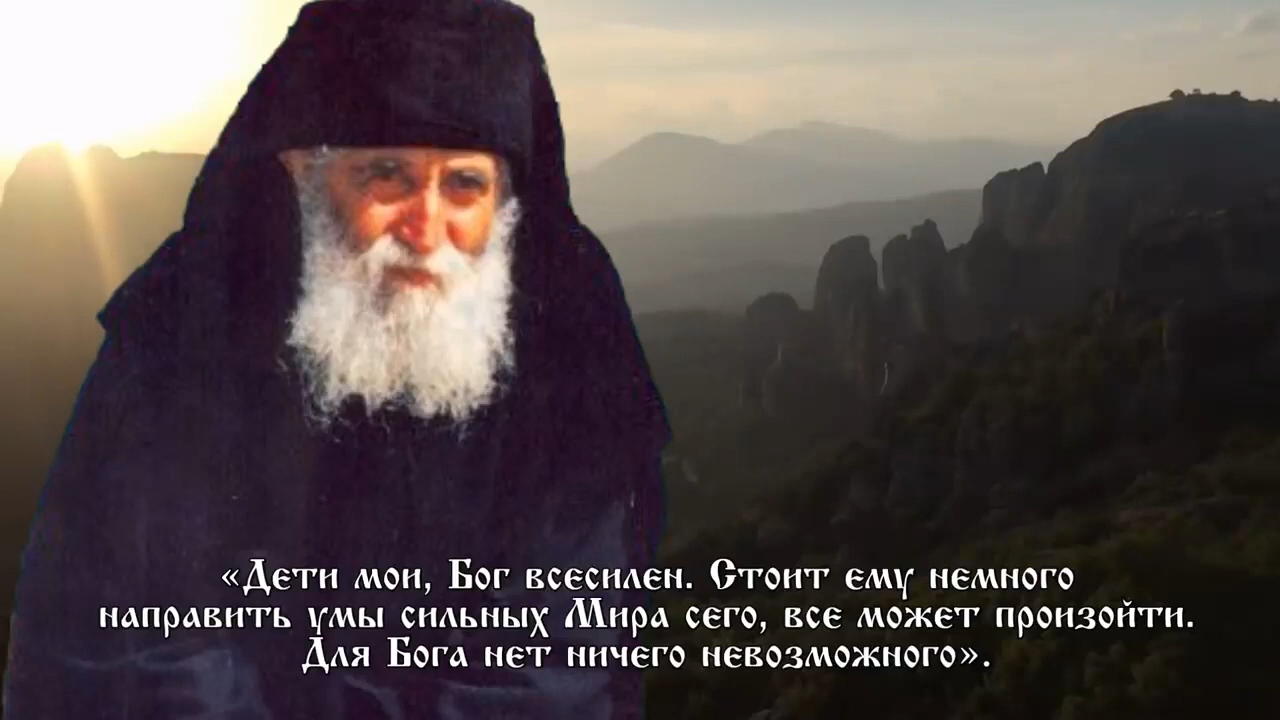 «Дети мои, Бог всесилен. Стоит ему немного
направить умы сильных Мира сего, все может произойти.
Для Бога нет ничего невозможного».